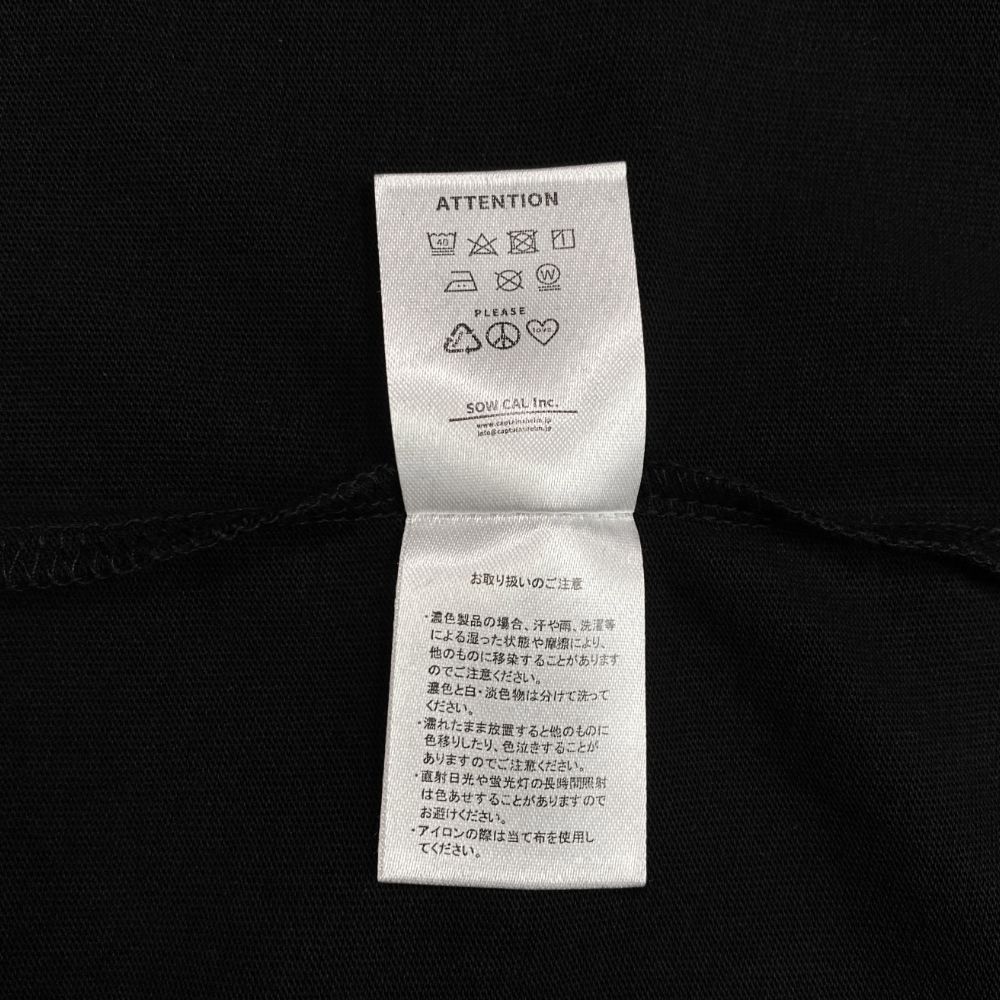 ATTENTION
40
W
PLEASE
love
SOW CAL Inc.
www.captainshelm.jp
info@captainshelm.jp
お取り扱いのご注意
・濃色製品の場合、汗や雨、洗濯等
による湿った状態や摩擦により、
他のものに移染することがあります
のでご注意ください。
濃色と白・淡色物は分けて洗って
ください。
・濡れたまま放置すると他のものに
色移りしたり、色泣きすることが
ありますのでご注意ください。
・直射日光や蛍光灯の長時間照射
は色あせすることがありますので
お避けください。
・アイロンの際は当て布を使用し
てください。